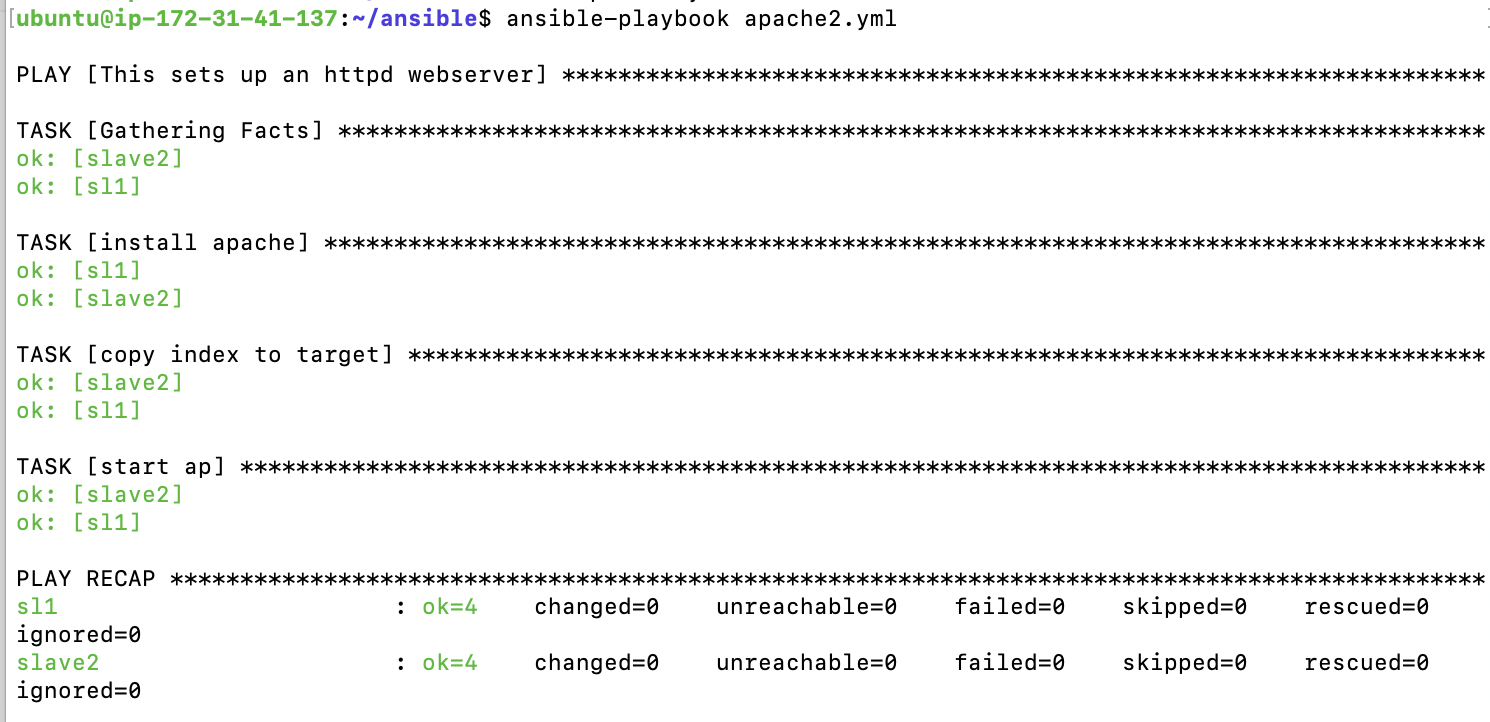 [ubuntu@ip-172-31-41-137:~/ansible$ ansible-playbook apache2.yml ]
PLAY [This sets up an httpd webserver] ******************************************************************
TASK [Gathering Facts] **********************************************************************************
ok: [slave2]
ok: [sl1]
TASK [install apache] ***********************************************************************************
ok: [sl1]
ok: [slave2]
TASK [copy index to target] *****************************************************************************
ok: [slave2]
ok: [sl1]
TASK [start ap] *****************************************************************************************
ok: [slave2]
ok: [sl1]
PLAY RECAP **********************************************************************************************
sl1                        : ok=4    changed=0    unreachable=0    failed=0    skipped=0    rescued=0
ignored=0
slave2                     : ok=4    changed=0    unreachable=0    failed=0    skipped=0    rescued=0
ignored=0